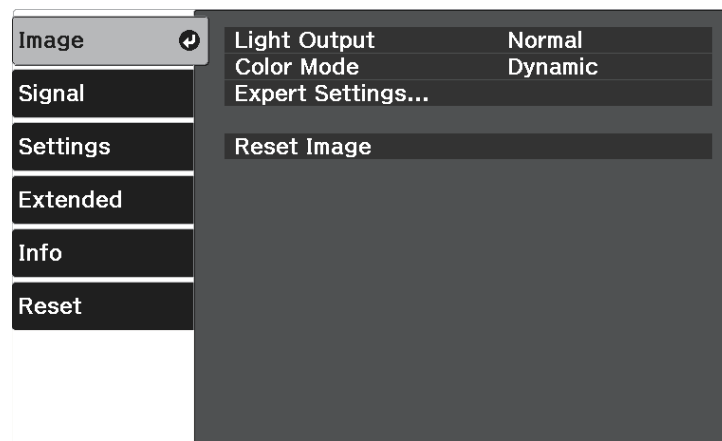 Image
Signal
Settings
Extended
Info
Reset
Light Output Normal
Color Mode Dynamic
Expert Settings...
Reset Image